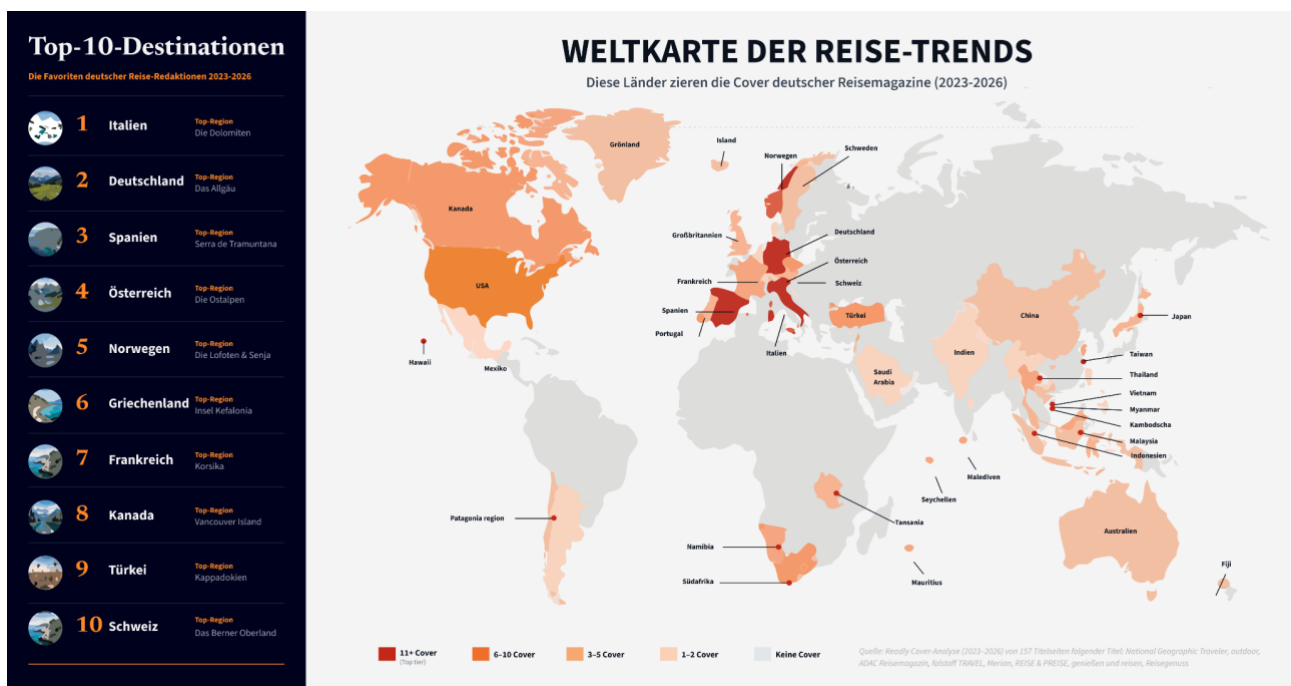 Top-10-Destinationen
Die Favoriten deutscher Reise-Redaktionen 2023-2026
1 Italien Top-Region Die Dolomiten
2 Deutschland Top-Region Das Allgäu
3 Spanien Top-Region Serra de Tramuntana
4 Österreich Top-Region Die Ostalpen
5 Norwegen Top-Region Die Lofoten & Senja
6 Griechenland Top-Region Insel Kefalonia
7 Frankreich Top-Region Korsika
8 Kanada Top-Region Vancouver Island
9 Türkei Top-Region Kappadokien
10 Schweiz Top-Region Das Berner Oberland
WELTKARTE DER REISE-TRENDS
Diese Länder zieren die Cover deutscher Reisemagazine (2023-2026)
Grönland
Island
Norwegen
Schweden
Kanada
Großbritannien
Deutschland
Österreich
Frankreich
Schweiz
USA
Spanien
Türkei
China
Japan
Portugal
Italien
Indien
Taiwan
Hawaii
Mexiko
Saudi
Arabia
Thailand
Vietnam
Myanmar
Kambodscha
Malaysia
Indonesien
Malediven
Seychellen
Patagonia region
Tansania
Australien
Namibia
Südafrika
Mauritius
Fiji
11+ Cover
(Top tier)
6–10 Cover
3–5 Cover
1–2 Cover
Keine Cover
Quelle: Readly Cover-Analyse (2023–2026) von 157 Titelseiten folgender Titel: National Geographic Traveler, outdoor,
ADAC Reisemagazin, falstaff TRAVEL, Merian, REISE & PREISE, genießen und reisen, Reisegenuss